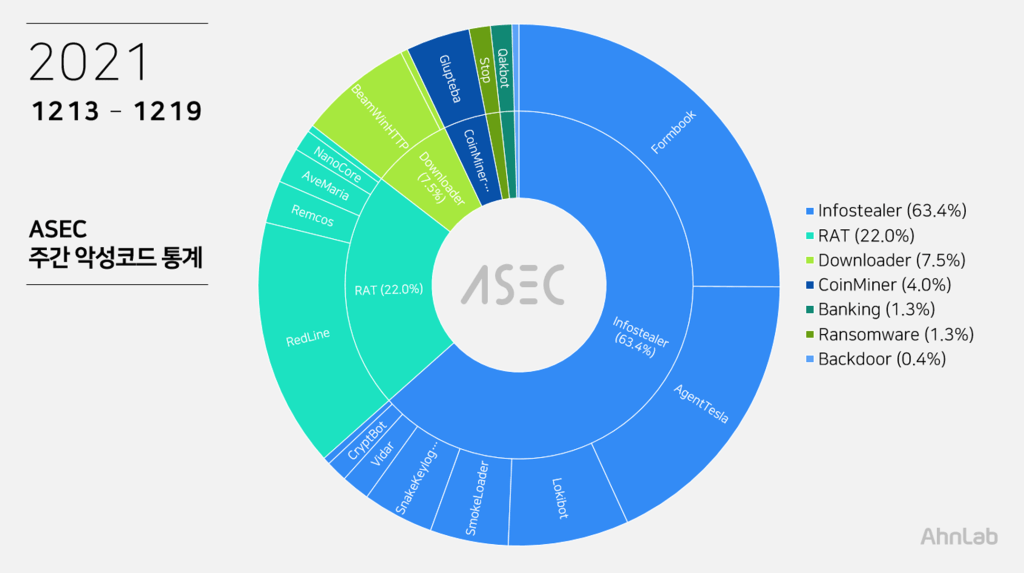 2021
1213 – 1219
ASEC
주간 악성코드 통계
Formbook
AgentTesla
Lokibot
SmokeLoader
SnakeKeylog...
Vidar
CryptBot
RedLine
Remcos
AveMaria
NanoCore
BeamWinHTTP
Glupteba
Stop
Qakbot
Infostealer
(63.4%)
RAT (22.0%)
Downloader
(7.5%)
CoinMiner...
ASEC
Infostealer (63.4%)
RAT (22.0%)
Downloader (7.5%)
CoinMiner (4.0%)
Banking (1.3%)
Ransomware (1.3%)
Backdoor (0.4%)
AhnLab